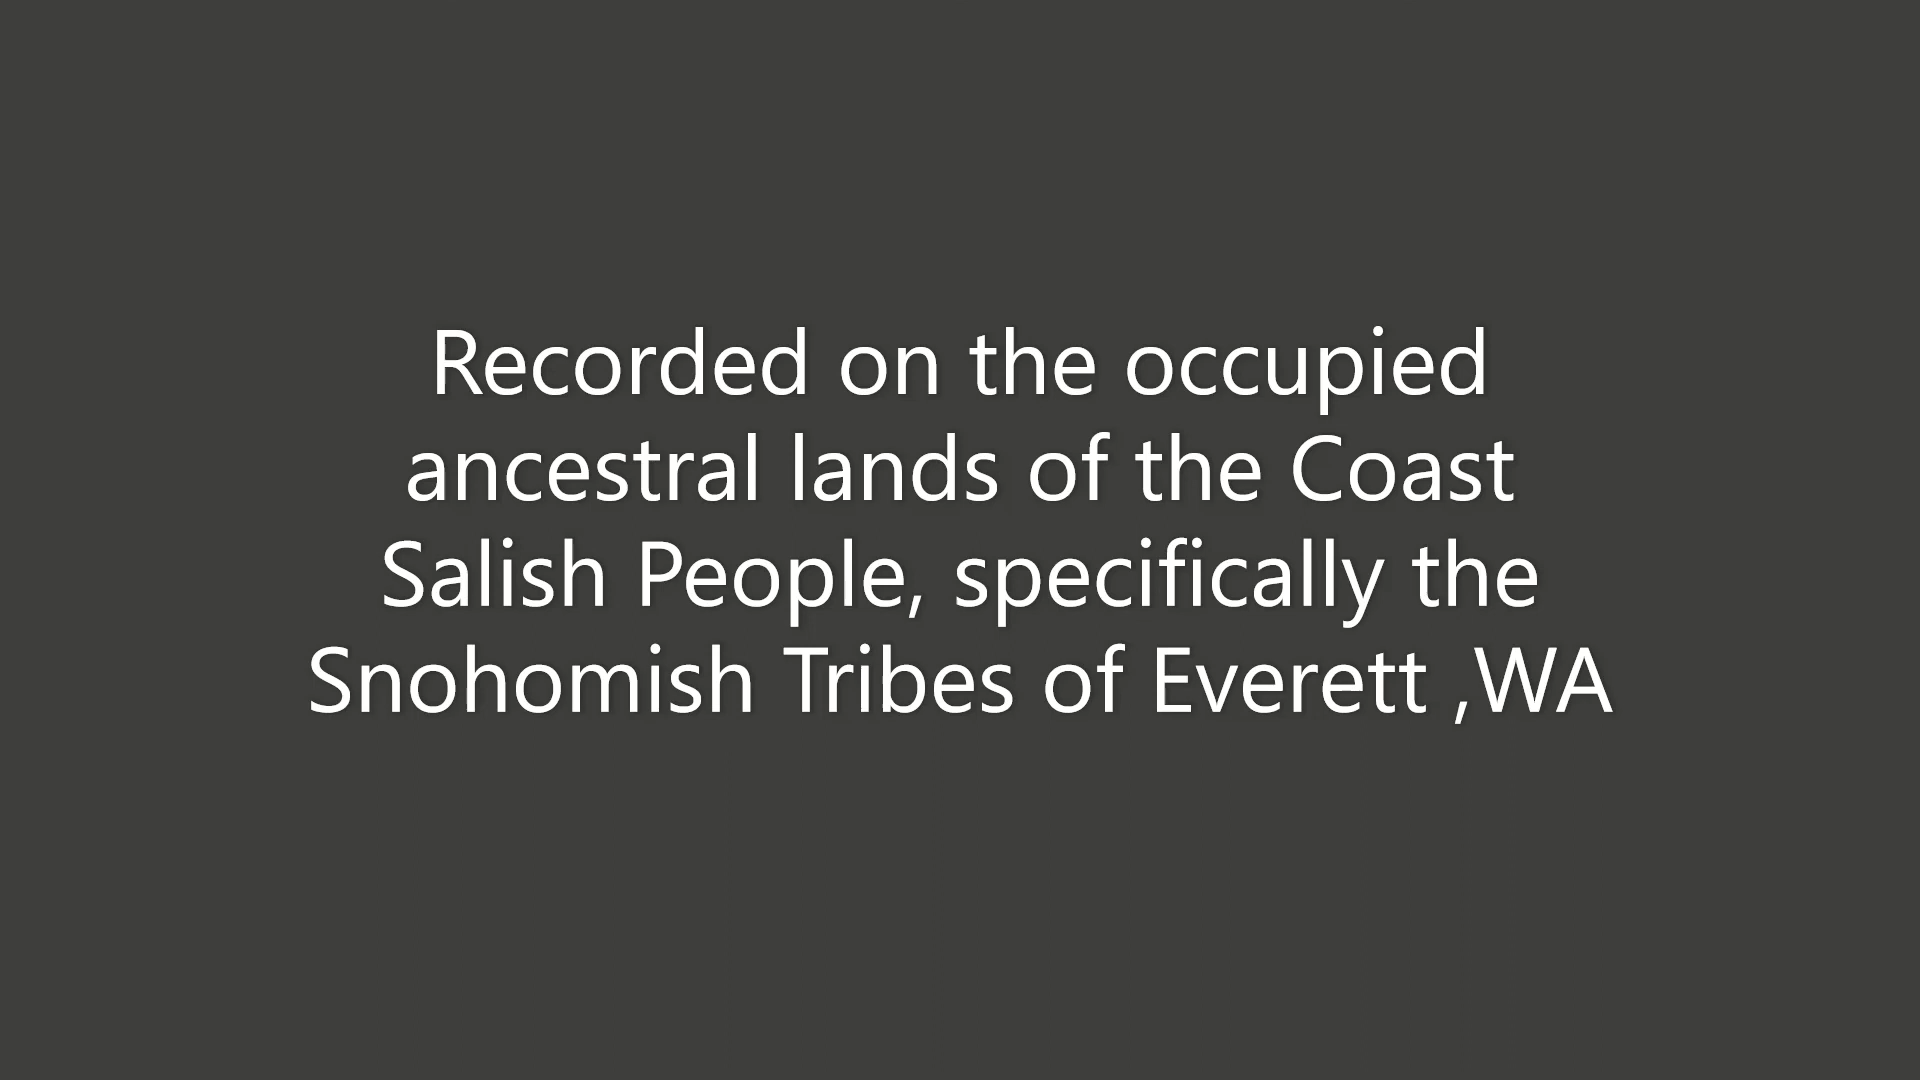 Recorded on the occupied
ancestral lands of the Coast
Salish People, specifically the
Snohomish Tribes of Everett ,WA